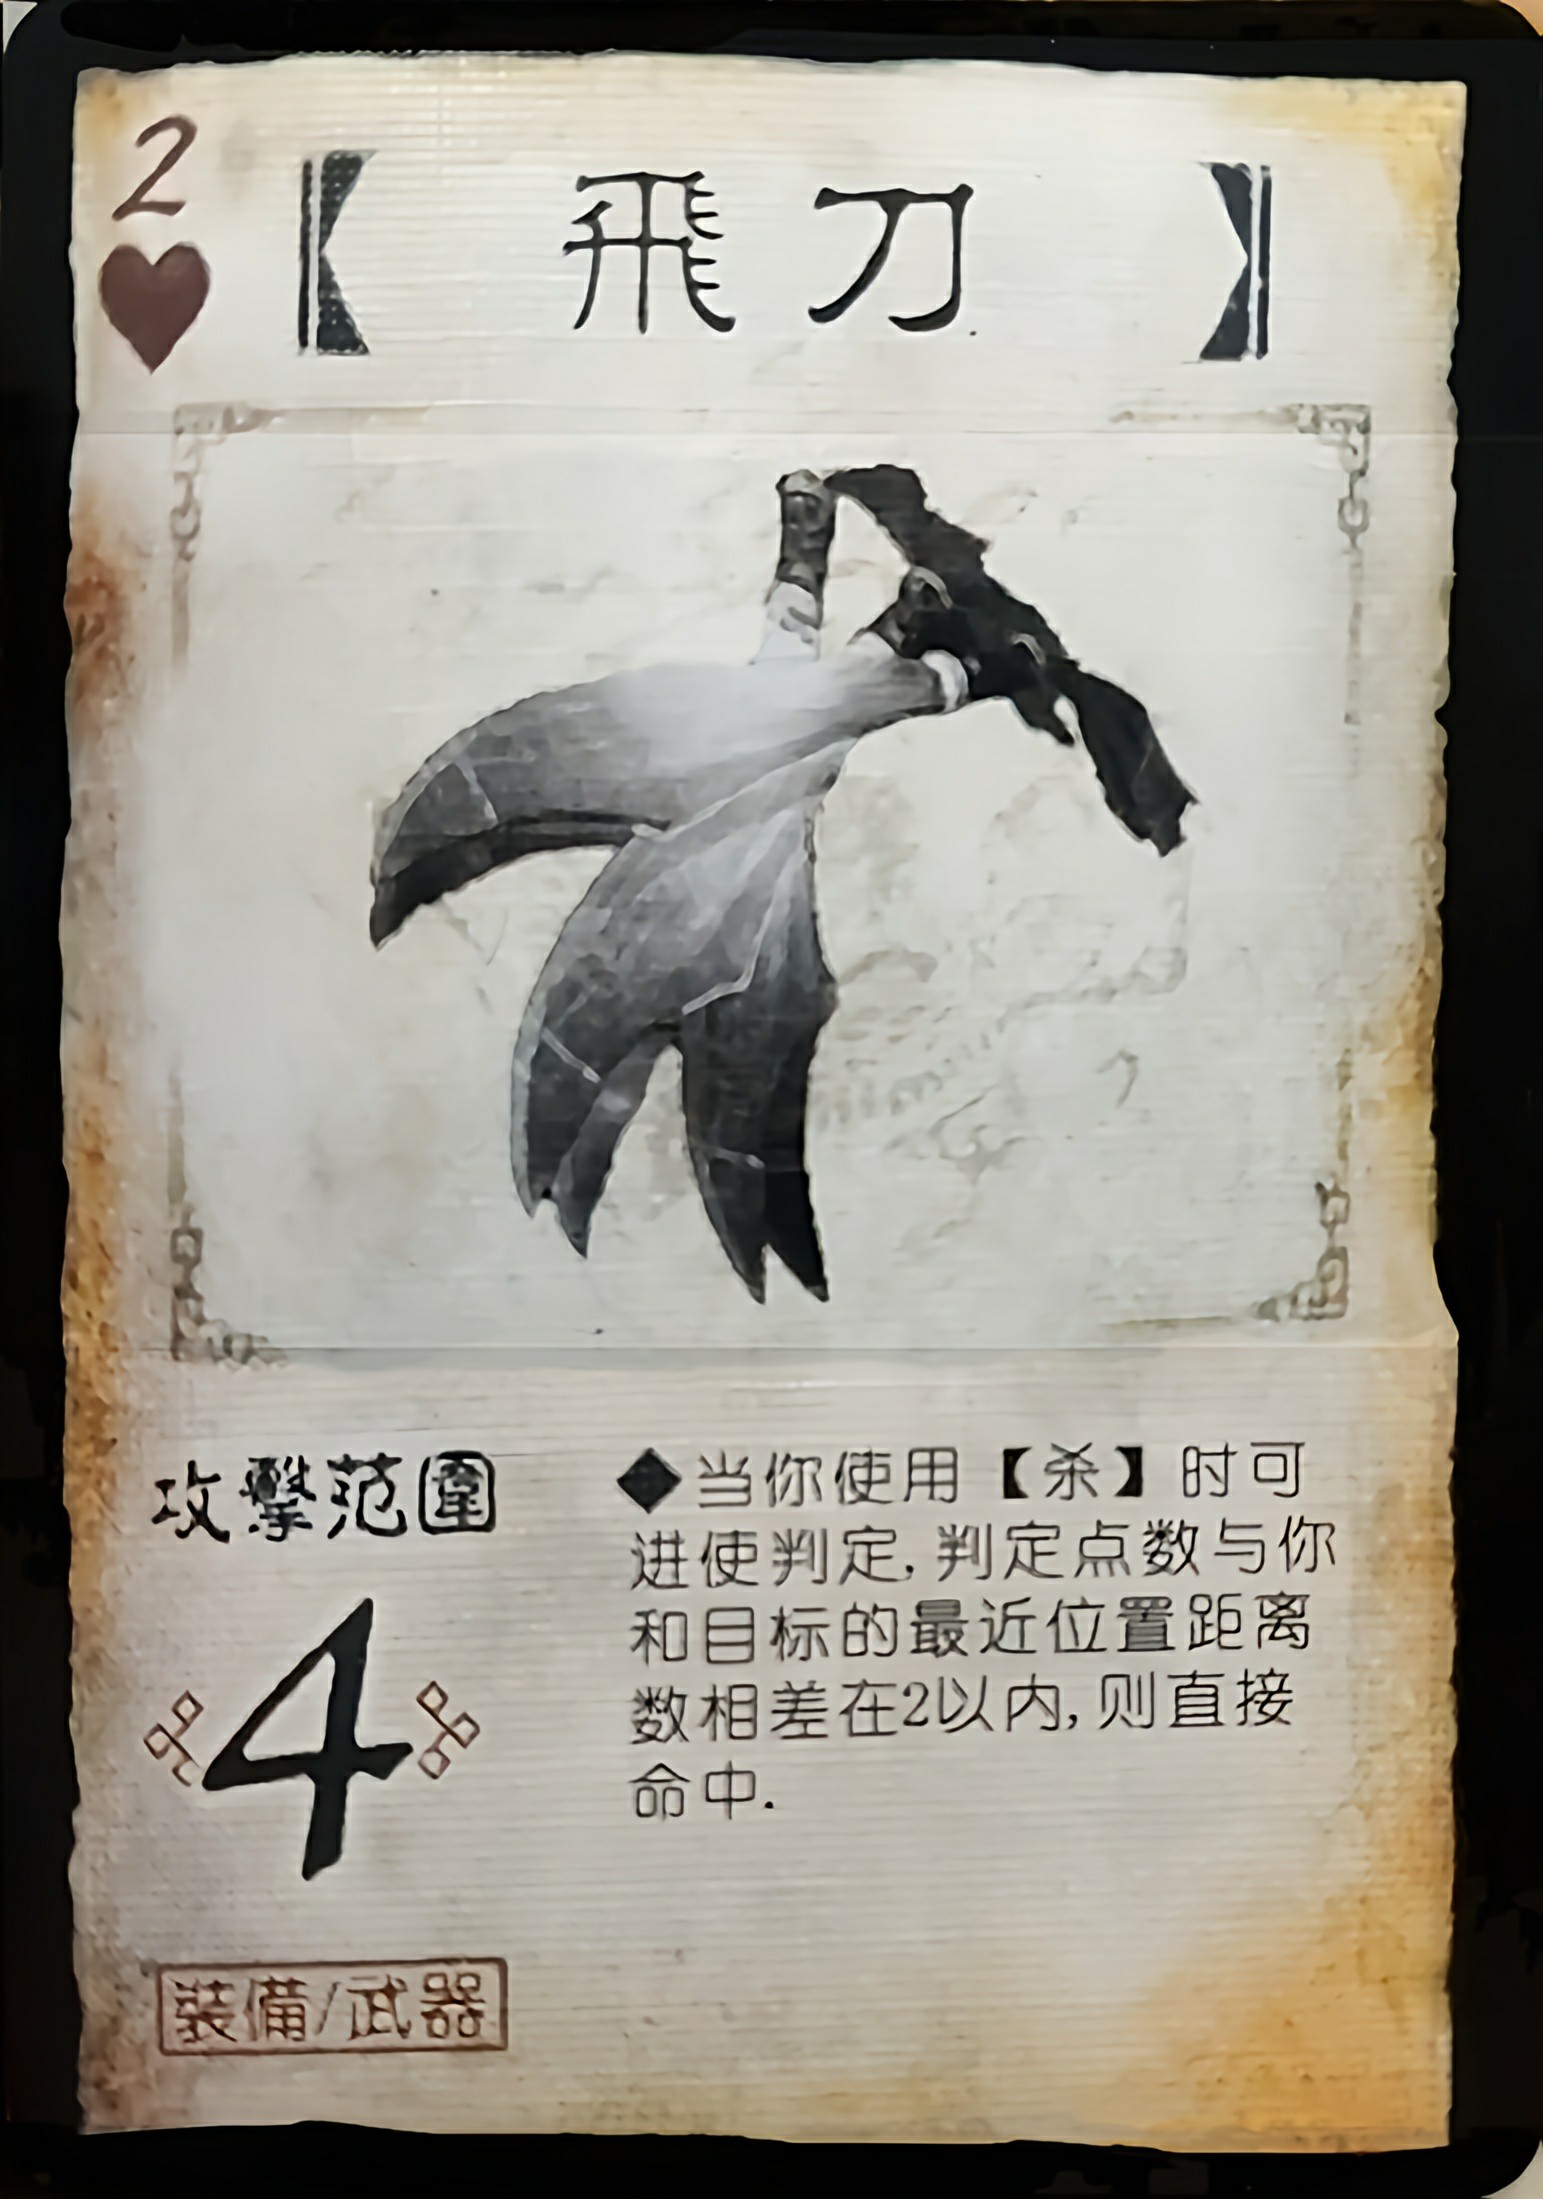 2
【飛刀】
攻擊范圍
4
◆当你使用【杀】时可
进使判定,判定点数与你
和目标的最近位置距离
数相差在2以内,则直接
命中.
裝備/武器